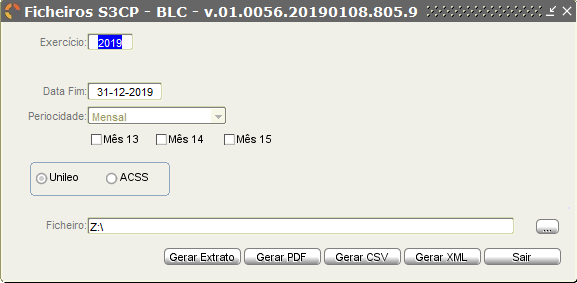 Ficheiros S3CP - BLC - v.01.0056.20190108.805.9
Exercício: 2019
Data Fim: 31-12-2019
Periocidade: Mensal
Mês 13 Mês 14 Mês 15
Unileo ACSS
Ficheiro: Z:\ ...
Gerar Extrato Gerar PDF Gerar CSV Gerar XML Sair